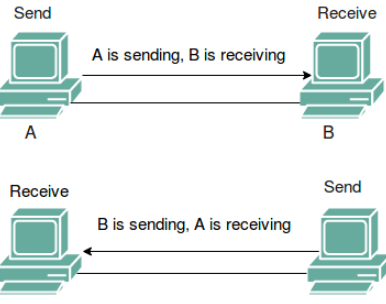 Send
Receive
A is sending, B is receiving
A
B
Receive
Send
B is sending, A is receiving